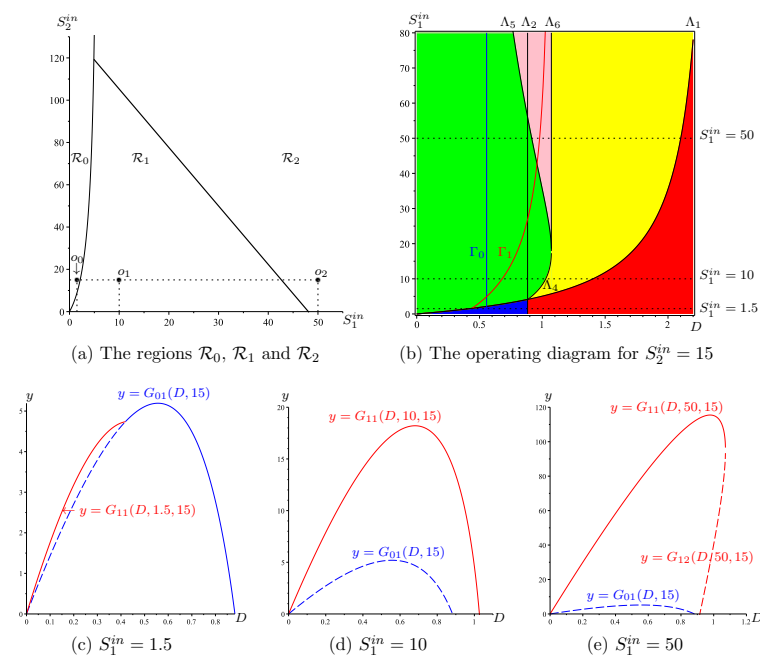 S_2^{in}
120
100
80
60
40
20
0
0 10 20 30 40 50
S_1^{in}
R_0 R_1 R_2
o_0
o_1 o_2
(a) The regions R_0, R_1 and R_2
S_1^{in} Λ_5 Λ_2 Λ_6 Λ_1
80
70
60
50
40
30
20
10
0
0 0.5 1 1.5 2
D
Γ_0 Γ_1
Λ_4
S_1^{in} = 50
S_1^{in} = 10
S_1^{in} = 1.5
(b) The operating diagram for S_2^{in} = 15
y
y = G_{01}(D, 15)
5
4
3
2
1
0
y = G_{11}(D, 1.5, 15)
0 0.1 0.2 0.3 0.4 0.5 0.6 0.7 0.8 D
(c) S_1^{in} = 1.5
y
20
15
10
5
0
y = G_{11}(D, 10, 15)
y = G_{01}(D, 15)
0 0.2 0.4 0.6 0.8 1 D
(d) S_1^{in} = 10
y
120
100
80
60
40
20
0
y = G_{11}(D, 50, 15)
y = G_{12}(D, 50, 15)
y = G_{01}(D, 15)
0 0.2 0.4 0.6 0.8 1 1.2
D
(e) S_1^{in} = 50